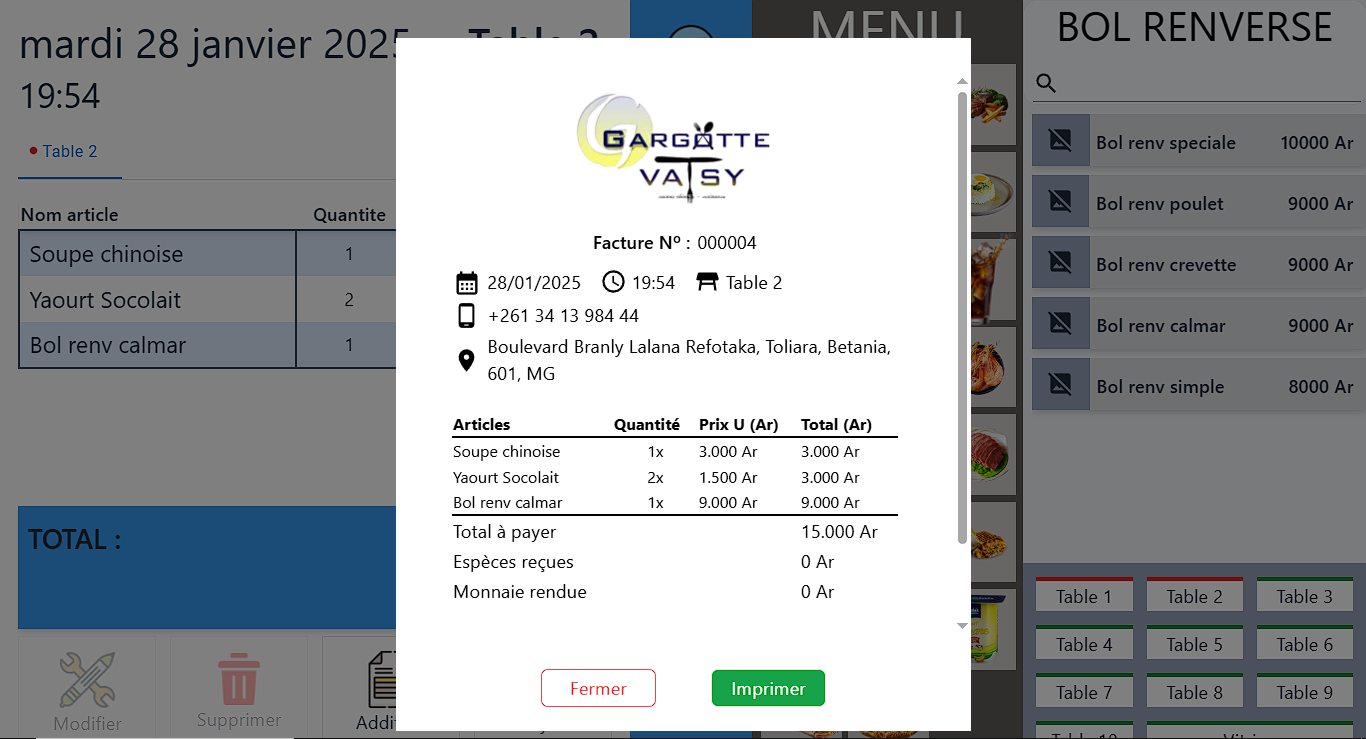 mardi 28 janvier 2025
Table 2
19:54
Table 2
Nom article Quantite
Soupe chinoise 1
Yaourt Socolait 2
Bol renv calmar 1
TOTAL :
Modifier
Supprimer
GARGOTTE
VATSY
Facture Nº : 000004
28/01/2025 19:54 Table 2
+261 34 13 984 44
Boulevard Branly Lalana Refotaka, Toliara, Betania,
601, MG
Articles Quantité Prix U (Ar) Total (Ar)
Soupe chinoise 1x 3.000 Ar 3.000 Ar
Yaourt Socolait 2x 1.500 Ar 3.000 Ar
Bol renv calmar 1x 9.000 Ar 9.000 Ar
Total à payer 15.000 Ar
Espèces reçues 0 Ar
Monnaie rendue 0 Ar
Fermer Imprimer
MENU
BOL RENVERSE
Bol renv speciale 10000 Ar
Bol renv poulet 9000 Ar
Bol renv crevette 9000 Ar
Bol renv calmar 9000 Ar
Bol renv simple 8000 Ar
Table 1 Table 2 Table 3
Table 4 Table 5 Table 6
Table 7 Table 8 Table 9
Table 10